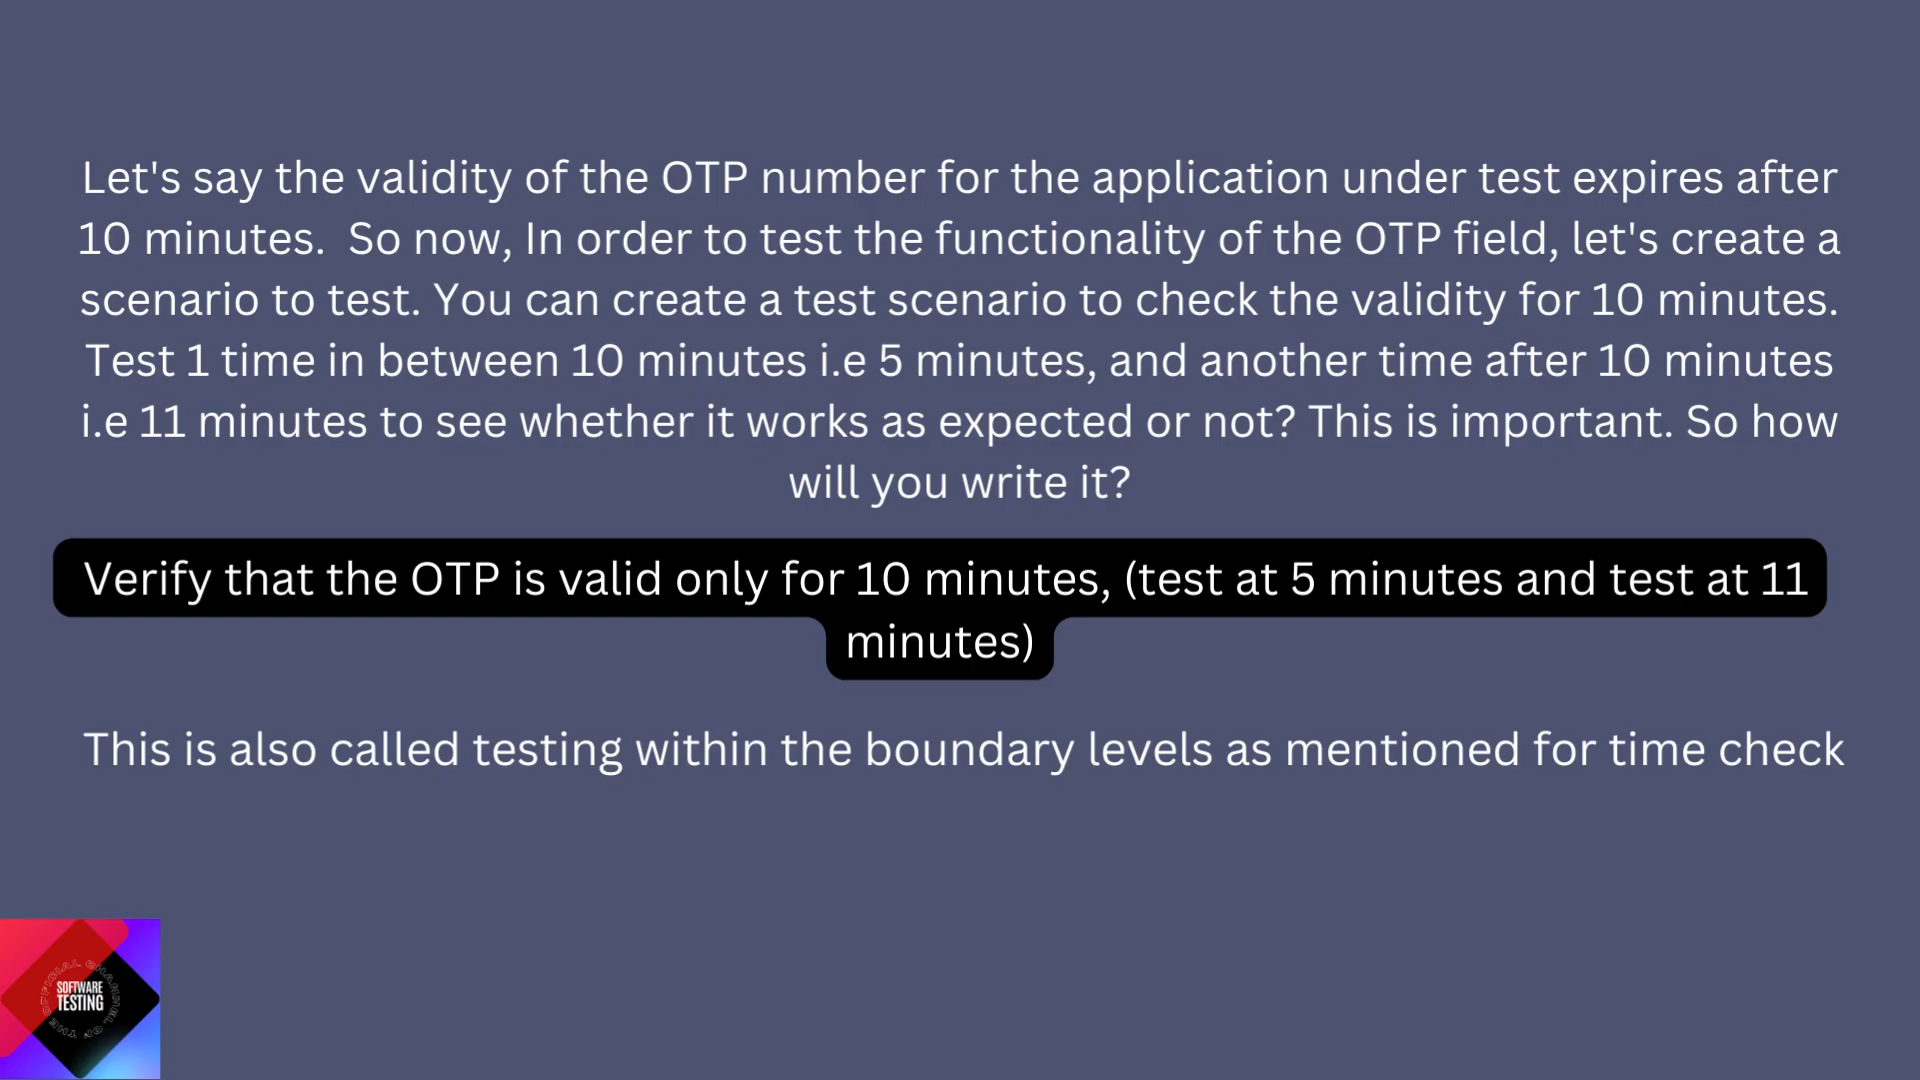 Let's say the validity of the OTP number for the application under test expires after
10 minutes.  So now, In order to test the functionality of the OTP field, let's create a
scenario to test. You can create a test scenario to check the validity for 10 minutes.
Test 1 time in between 10 minutes i.e 5 minutes, and another time after 10 minutes
i.e 11 minutes to see whether it works as expected or not? This is important. So how
will you write it?
Verify that the OTP is valid only for 10 minutes, (test at 5 minutes and test at 11
minutes)
This is also called testing within the boundary levels as mentioned for time check
SOFTWARE
TESTING